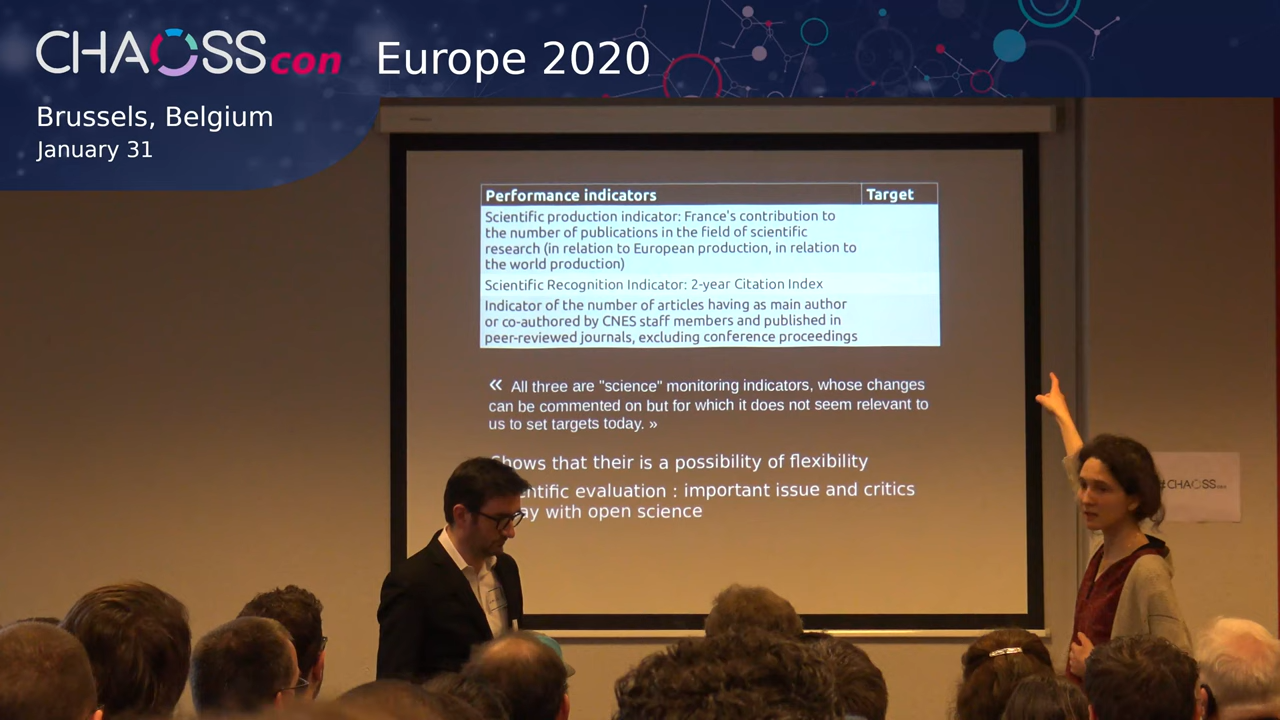 CHAOSScon Europe 2020
Brussels, Belgium
January 31
Performance indicators Target
Scientific production indicator: France's contribution to
the number of publications in the field of scientific
research (in relation to European production, in relation to
the world production)
Scientific Recognition Indicator: 2-year Citation Index
Indicator of the number of articles having as main author
or co-authored by CNES staff members and published in
peer-reviewed journals, excluding conference proceedings
« All three are "science" monitoring indicators, whose changes
can be commented on but for which it does not seem relevant to
us to set targets today. »
Shows that their is a possibility of flexibility
entific evaluation : important issue and critics
ay with open science
CHAOSS